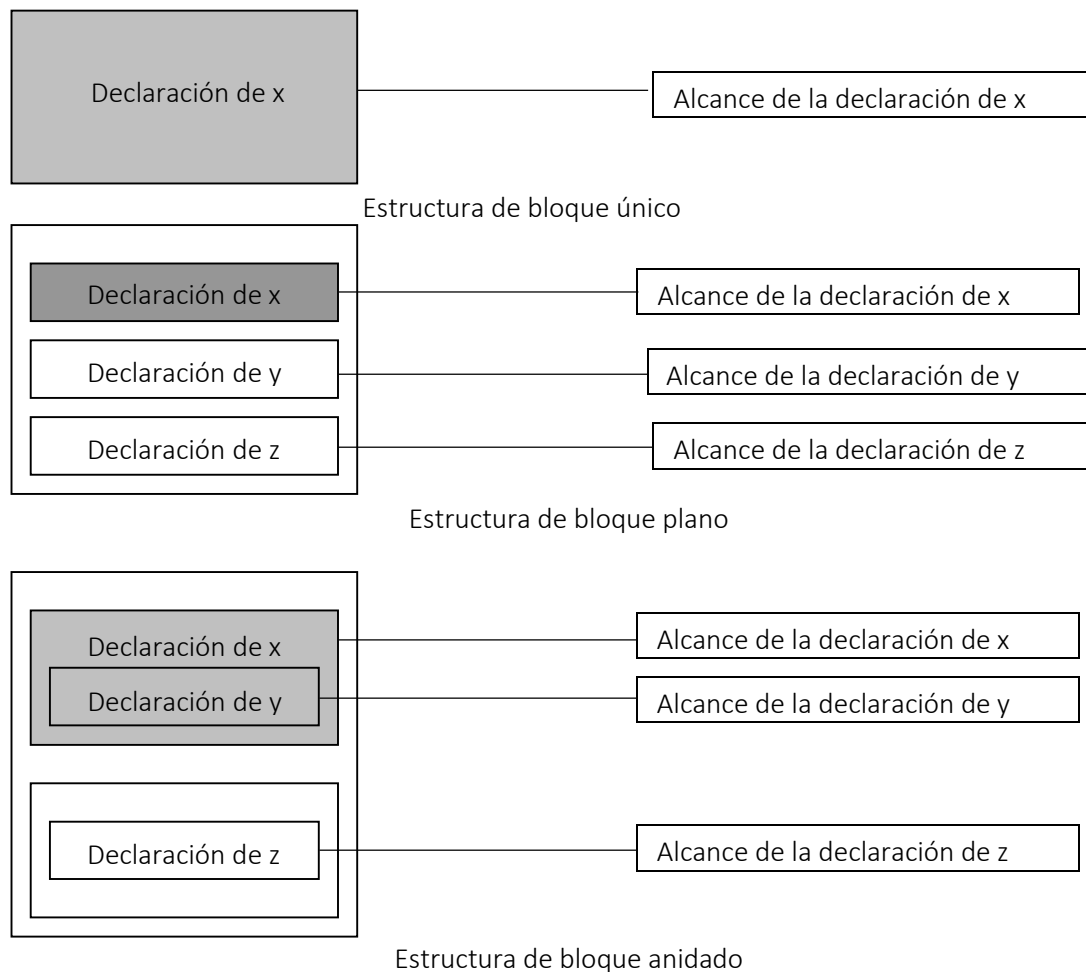 Declaración de x
Alcance de la declaración de x
Estructura de bloque único
Declaración de x
Alcance de la declaración de x
Declaración de y
Alcance de la declaración de y
Declaración de z
Alcance de la declaración de z
Estructura de bloque plano
Declaración de x
Alcance de la declaración de x
Declaración de y
Alcance de la declaración de y
Declaración de z
Alcance de la declaración de z
Estructura de bloque anidado